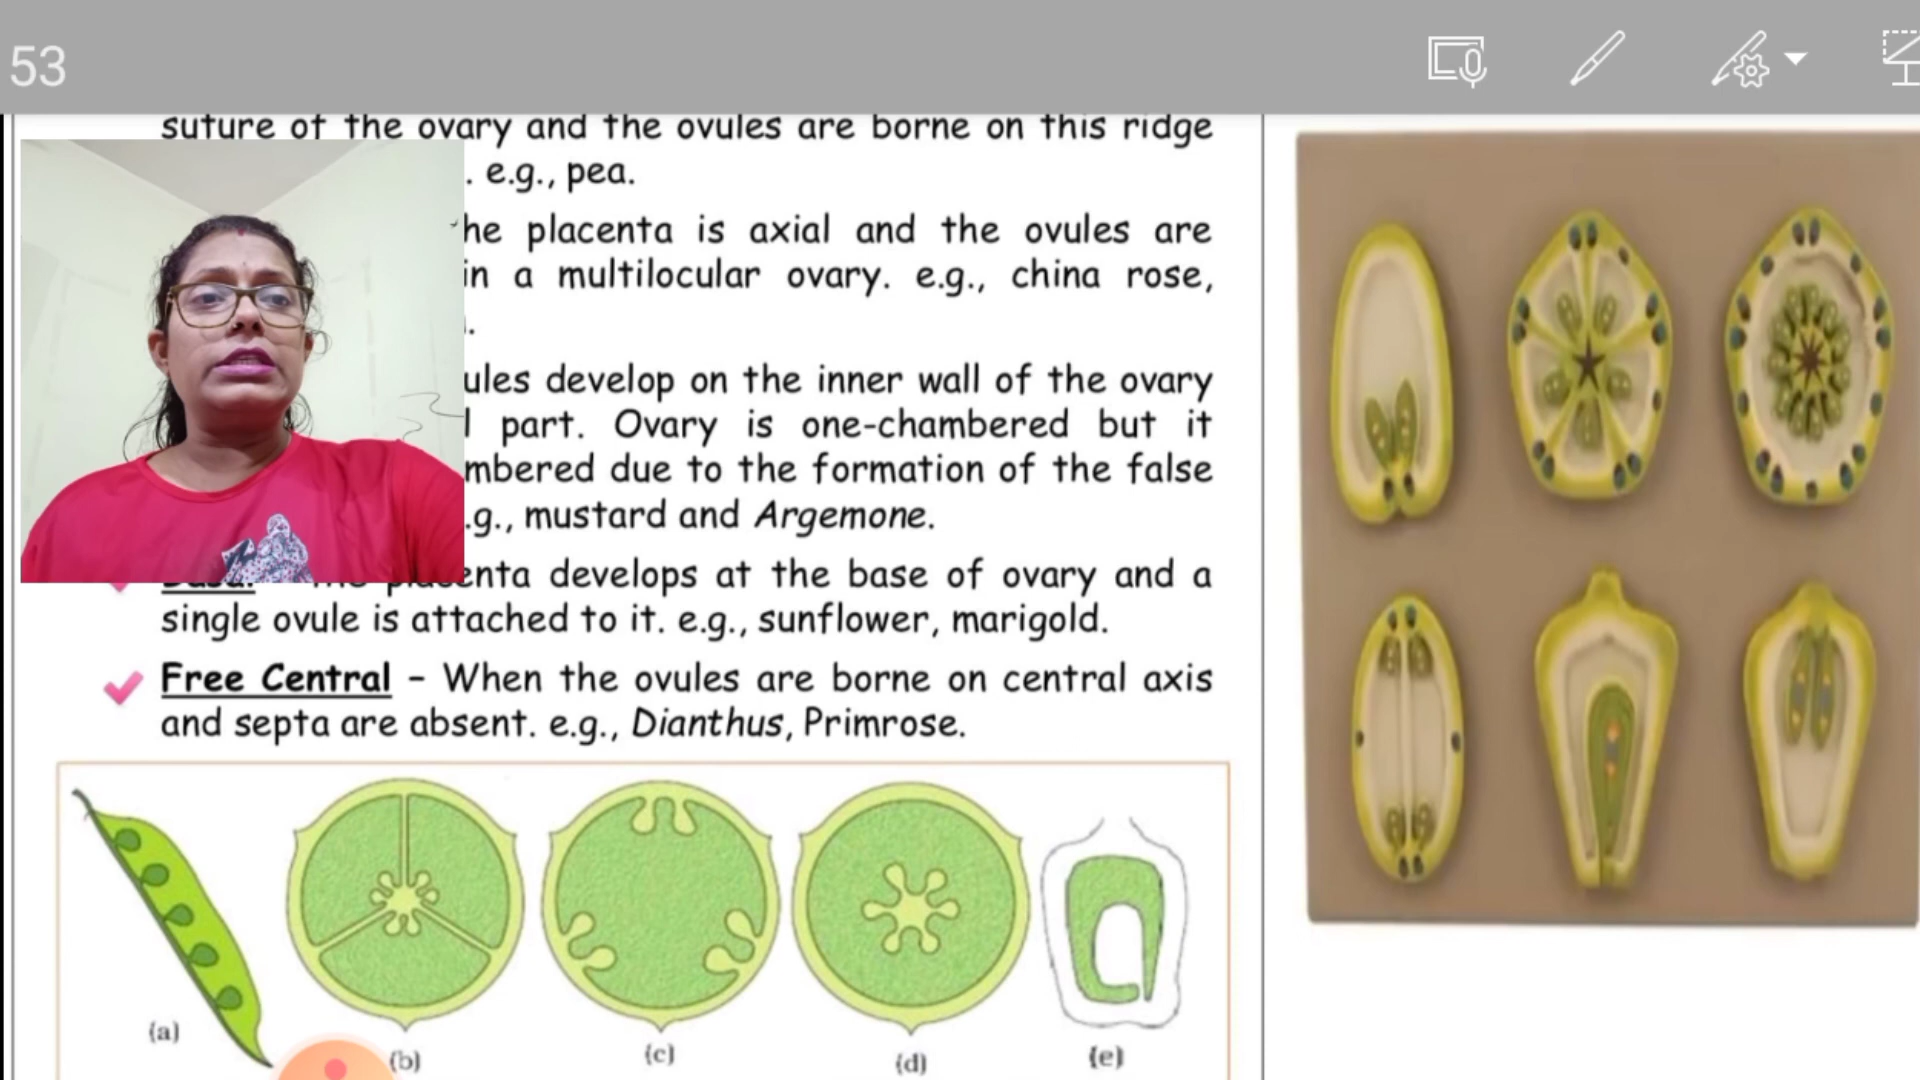 53
suture of the ovary and the ovules are borne on this ridge
. e.g., pea.
he placenta is axial and the ovules are
in a multilocular ovary. e.g., china rose,
ules develop on the inner wall of the ovary
part. Ovary is one-chambered but it
mbered due to the formation of the false
.g., mustard and Argemone.
enta develops at the base of ovary and a
single ovule is attached to it. e.g., sunflower, marigold.
Free Central – When the ovules are borne on central axis
and septa are absent. e.g., Dianthus, Primrose.
(a)
(b)
(c)
(d)
(e)